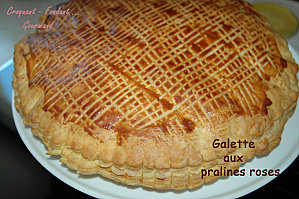 Croquant - Fondant ...
Gourmand
Galette
aux
pralines roses